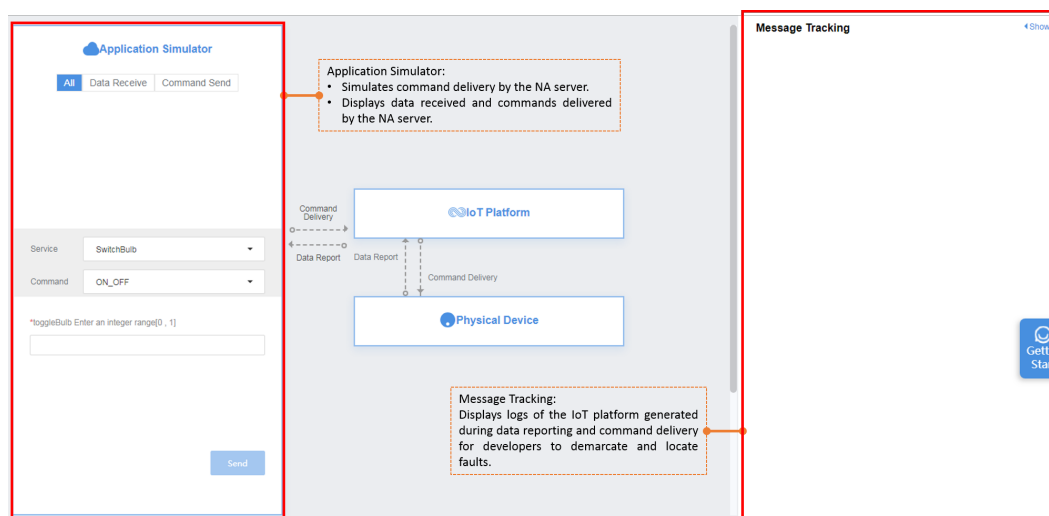 Application Simulator
All Data Receive Command Send
Service SwitchBulb
Command ON_OFF
*toggleBulb Enter an integer range[0 , 1]
Send
Application Simulator:
• Simulates command delivery by the NA server.
• Displays data received and commands delivered
by the NA server.
Command
Delivery
Data Report
IoT Platform
Data Report
Command Delivery
Physical Device
Message Tracking:
Displays logs of the IoT platform generated
during data reporting and command delivery
for developers to demarcate and locate
faults.
Message Tracking
Show